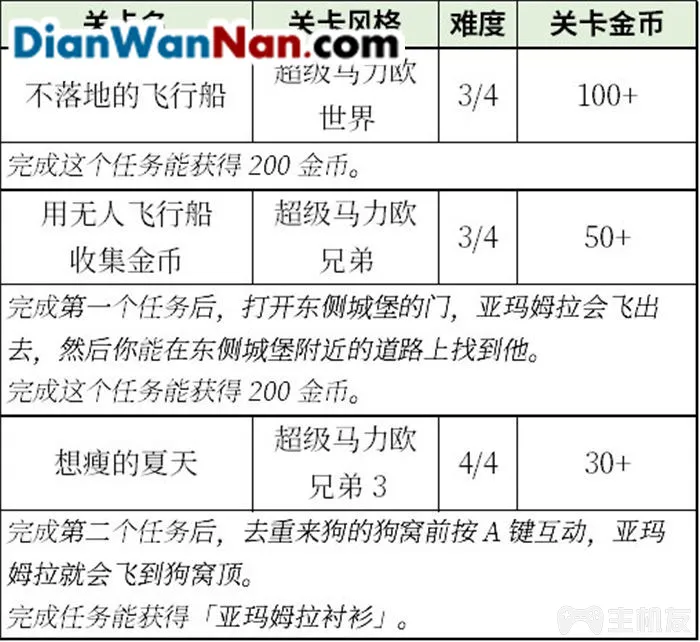 关卡名 关卡风格 难度 关卡金币
DianWanNan.com
不落地的飞行船 超级马力欧世界 3/4 100+
完成这个任务能获得 200 金币。
用无人飞行船收集金币 超级马力欧兄弟 3/4 50+
完成第一个任务后，打开东侧城堡的门，亚玛姆拉会飞出
去，然后你能在东侧城堡附近的道路上找到他。
完成这个任务能获得 200 金币。
想瘦的夏天 超级马力欧兄弟 3 4/4 30+
完成第二个任务后，去重来狗的狗窝前按 A 键互动，亚玛
姆拉就会飞到狗窝顶。
完成任务能获得「亚玛姆拉衬衫」。
主机友